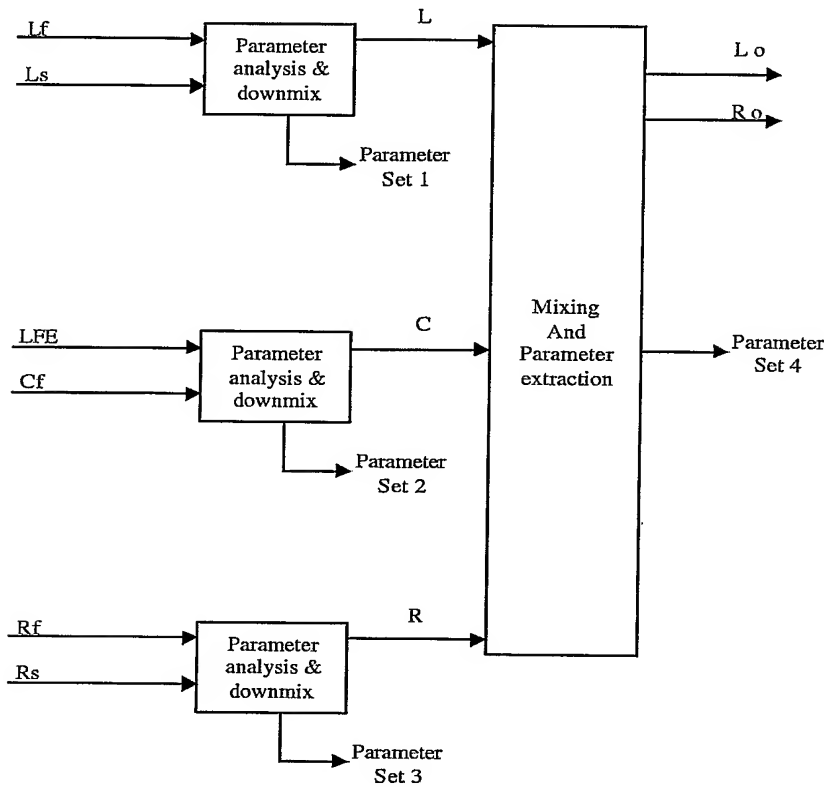 Lf
Ls
Parameter
analysis &
downmix
L
Parameter
Set 1
L o
R o
LFE
Cf
Parameter
analysis &
downmix
C
Parameter
Set 2
Mixing
And
Parameter
extraction
Parameter
Set 4
Rf
Rs
Parameter
analysis &
downmix
R
Parameter
Set 3